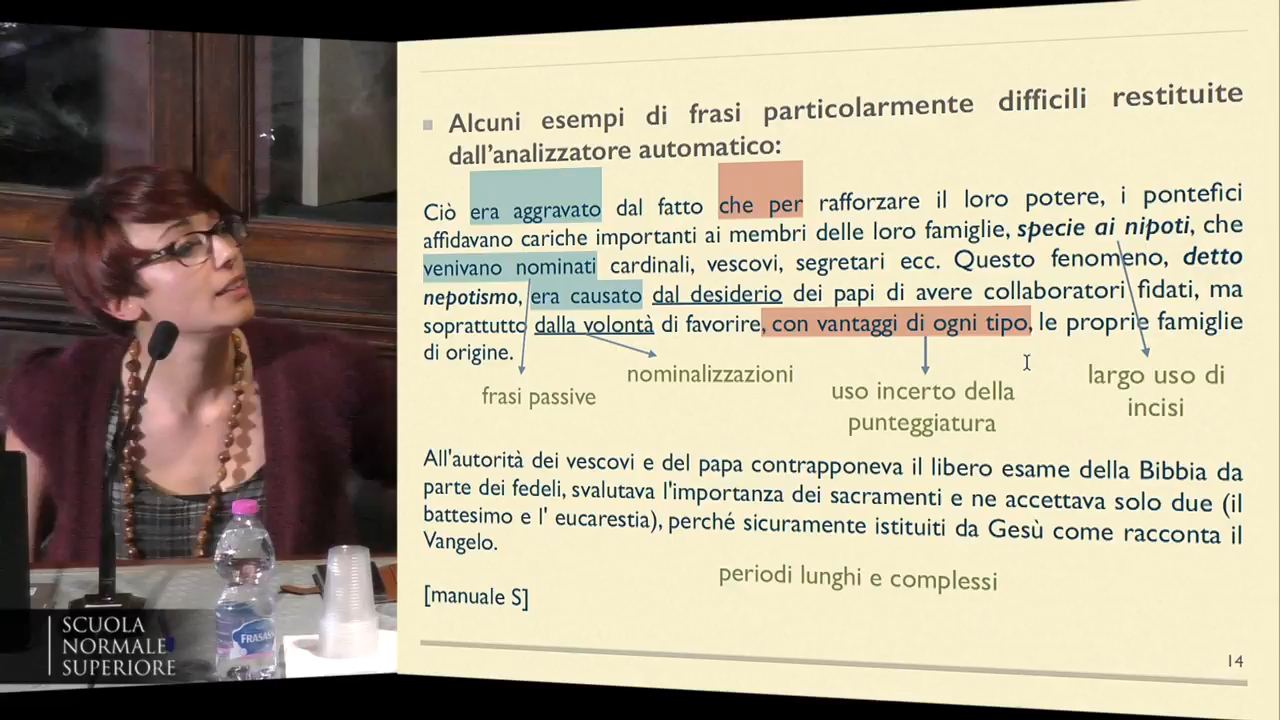 Alcuni esempi di frasi particolarmente difficili restituite
dall'analizzatore automatico:
Ciò era aggravato dal fatto che per rafforzare il loro potere, i pontefici
affidavano cariche importanti ai membri delle loro famiglie, specie ai nipoti, che
venivano nominati cardinali, vescovi, segretari ecc. Questo fenomeno, detto
nepotismo, era causato dal desiderio dei papi di avere collaboratori fidati, ma
soprattutto dalla volontà di favorire, con vantaggi di ogni tipo, le proprie famiglie
di origine.
frasi passive
nominalizzazioni
uso incerto della
punteggiatura
largo uso di
incisi
All'autorità dei vescovi e del papa contrapponeva il libero esame della Bibbia da
parte dei fedeli, svalutava l'importanza dei sacramenti e ne accettava solo due (il
battesimo e l' eucarestia), perché sicuramente istituiti da Gesù come racconta il
Vangelo.
periodi lunghi e complessi
[manuale S]
14
SCUOLA
NORMALE
SUPERIORE